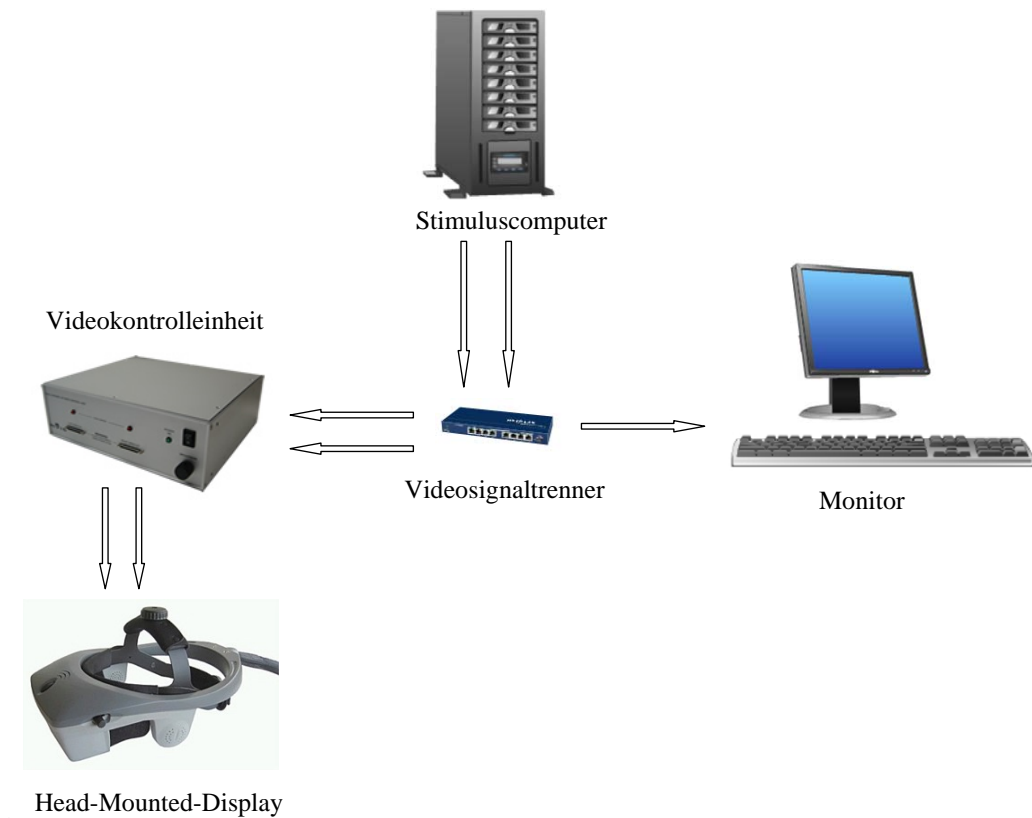 Stimuluscomputer
Videokontrolleinheit
Videosignaltrenner
Monitor
Head-Mounted-Display